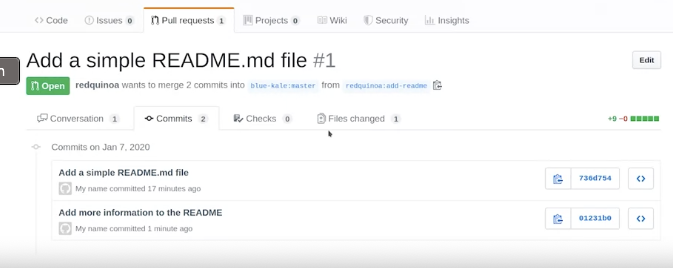 Code Issues 0 Pull requests 1 Projects 0 Wiki Security Insights
n
Add a simple README.md file #1
Edit
Open redquinoa wants to merge 2 commits into blue-kale:master from redquinoa:add-readme
Conversation 1 Commits 2 Checks 0 Files changed 1 +9 −0
Commits on Jan 7, 2020
Add a simple README.md file
My name committed 17 minutes ago
736d754
Add more information to the README
My name committed 1 minute ago
01231b0